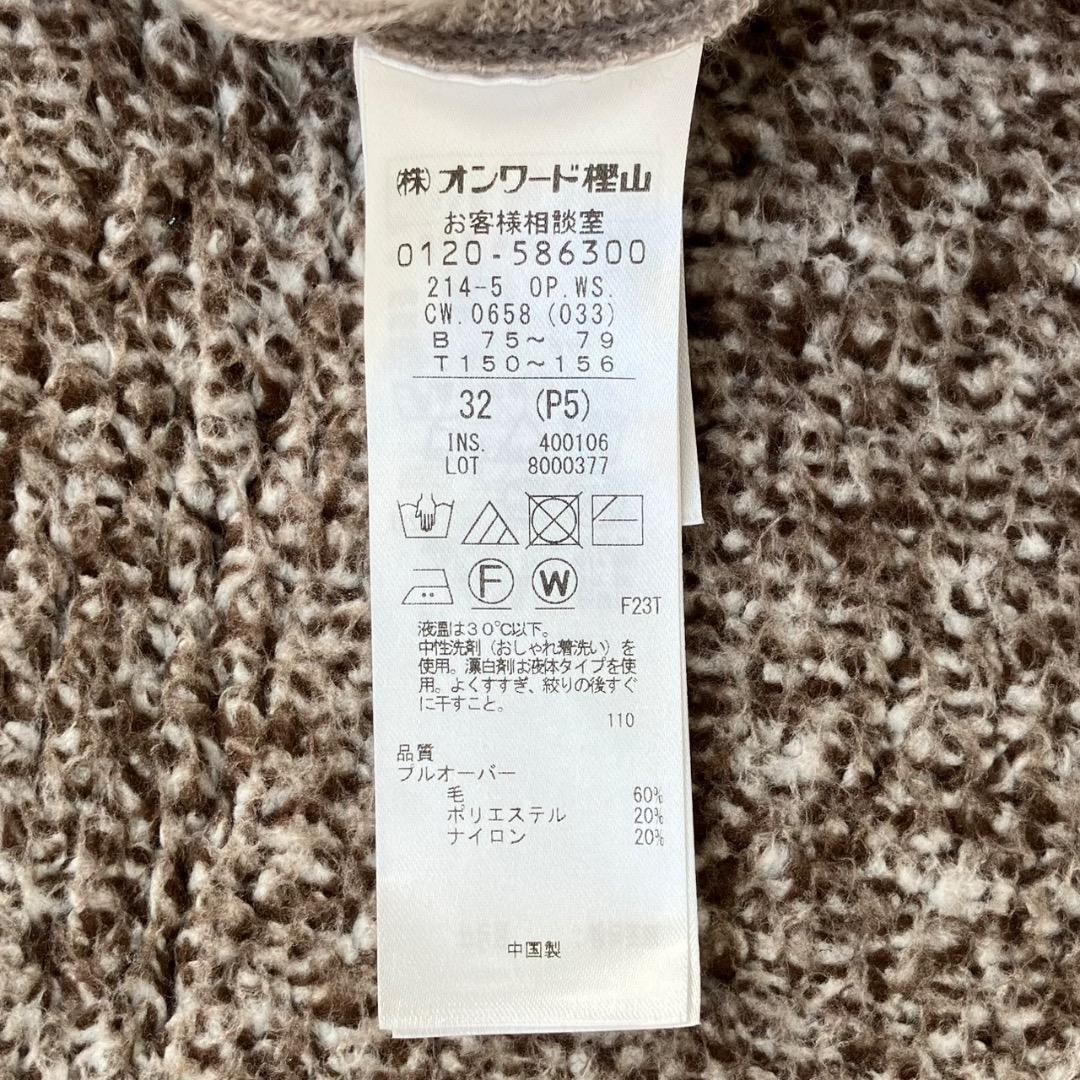 ㈱オンワード樫山
お客様相談室
0120-586300
214-5 OP.WS.
CW.0658 (033)
B 75～ 79
T150～156
32 (P5)
INS. 400106
LOT 8000377
F W
F23T
液温は30℃以下。
中性洗剤（おしゃれ着洗い）を
使用。漂白剤は液体タイプを使
用。よくすすぎ、絞りの後すぐ
に干すこと。
110
品質
プルオーバー
毛 60%
ポリエステル 20%
ナイロン 20%
中国製